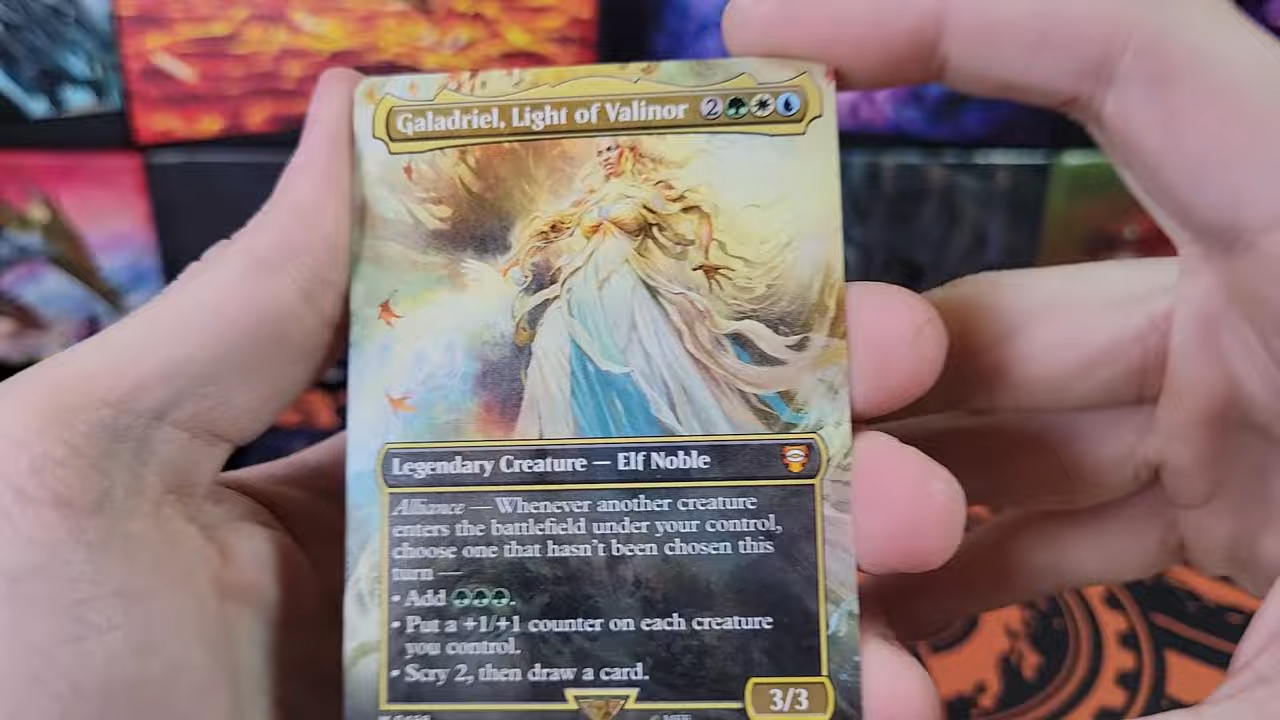 Galadriel, Light of Valinor 2
Legendary Creature — Elf Noble
Alliance — Whenever another creature
enters the battlefield under your control,
choose one that hasn't been chosen this
turn —
• Add
• Put a +1/+1 counter on each creature
you control.
• Scry 2, then draw a card.
3/3